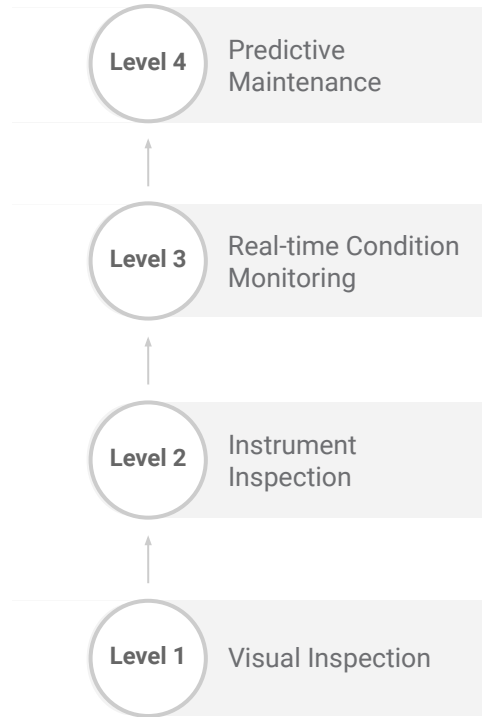 Level 4
Predictive
Maintenance
Level 3
Real-time Condition
Monitoring
Level 2
Instrument
Inspection
Level 1
Visual Inspection